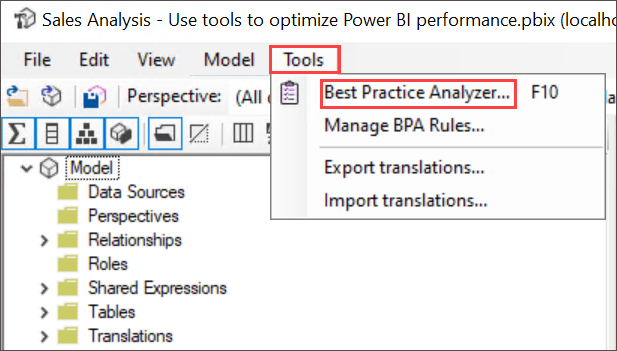 Sales Analysis - Use tools to optimize Power BI performance.pbix (localho
File Edit View Model Tools
Perspective: (All
Best Practice Analyzer... F10
Manage BPA Rules...
Export translations...
Import translations...
Model
Data Sources
Perspectives
Relationships
Roles
Shared Expressions
Tables
Translations